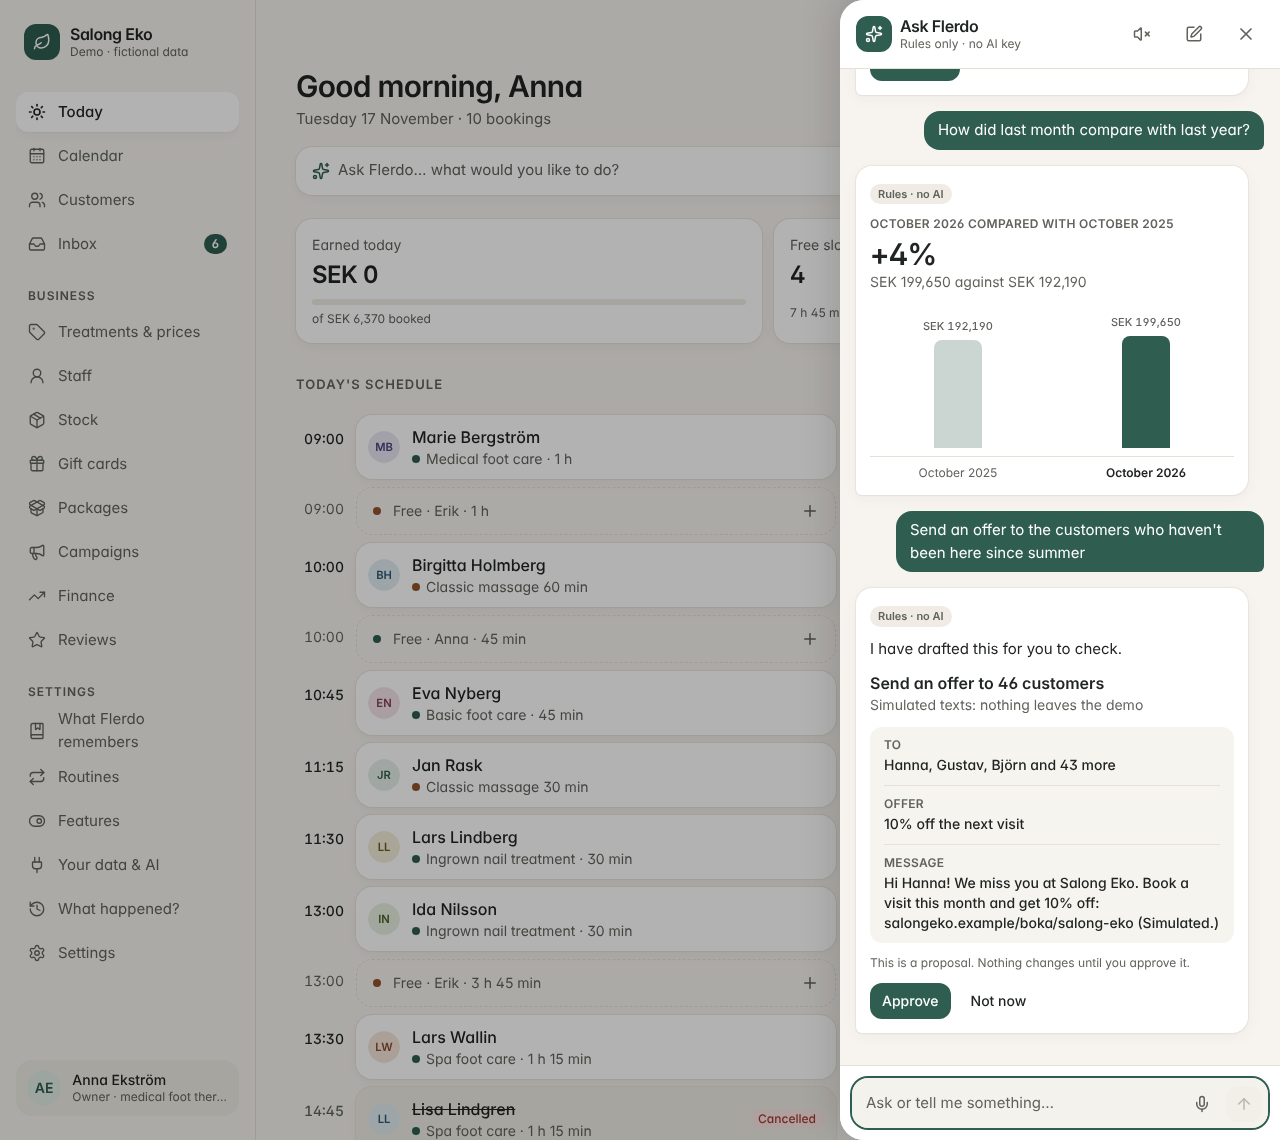 Salong Eko
Demo · fictional data
Today
Calendar
Customers
Inbox
6
BUSINESS
Treatments & prices
Staff
Stock
Gift cards
Packages
Campaigns
Finance
Reviews
SETTINGS
What Flerdo
remembers
Routines
Features
Your data & AI
What happened?
Settings
AE
Anna Ekström
Owner · medical foot ther...
Good morning, Anna
Tuesday 17 November · 10 bookings
Ask Flerdo... what would you like to do?
Earned today
SEK 0
of SEK 6,370 booked
4
7 h 45 m
TODAY'S SCHEDULE
09:00
MB
Marie Bergström
Medical foot care · 1 h
09:00
Free · Erik · 1 h
10:00
BH
Birgitta Holmberg
Classic massage 60 min
10:00
Free · Anna · 45 min
10:45
EN
Eva Nyberg
Basic foot care · 45 min
11:15
JR
Jan Rask
Classic massage 30 min
11:30
LL
Lars Lindberg
Ingrown nail treatment · 30 min
13:00
IN
Ida Nilsson
Ingrown nail treatment · 30 min
13:00
Free · Erik · 3 h 45 min
13:30
LW
Lars Wallin
Spa foot care · 1 h 15 min
14:45
LL
Lisa Lindgren
Spa foot care · 1 h 15 min
Cancelled
Ask Flerdo
Rules only · no AI key
How did last month compare with last year?
Rules · no AI
OCTOBER 2026 COMPARED WITH OCTOBER 2025
+4%
SEK 199,650 against SEK 192,190
SEK 192,190
SEK 199,650
October 2025
October 2026
Send an offer to the customers who haven't
been here since summer
Rules · no AI
I have drafted this for you to check.
Send an offer to 46 customers
Simulated texts: nothing leaves the demo
TO
Hanna, Gustav, Björn and 43 more
OFFER
10% off the next visit
MESSAGE
Hi Hanna! We miss you at Salong Eko. Book a
visit this month and get 10% off:
salongeko.example/boka/salong-eko (Simulated.)
This is a proposal. Nothing changes until you approve it.
Approve
Not now
Ask or tell me something...